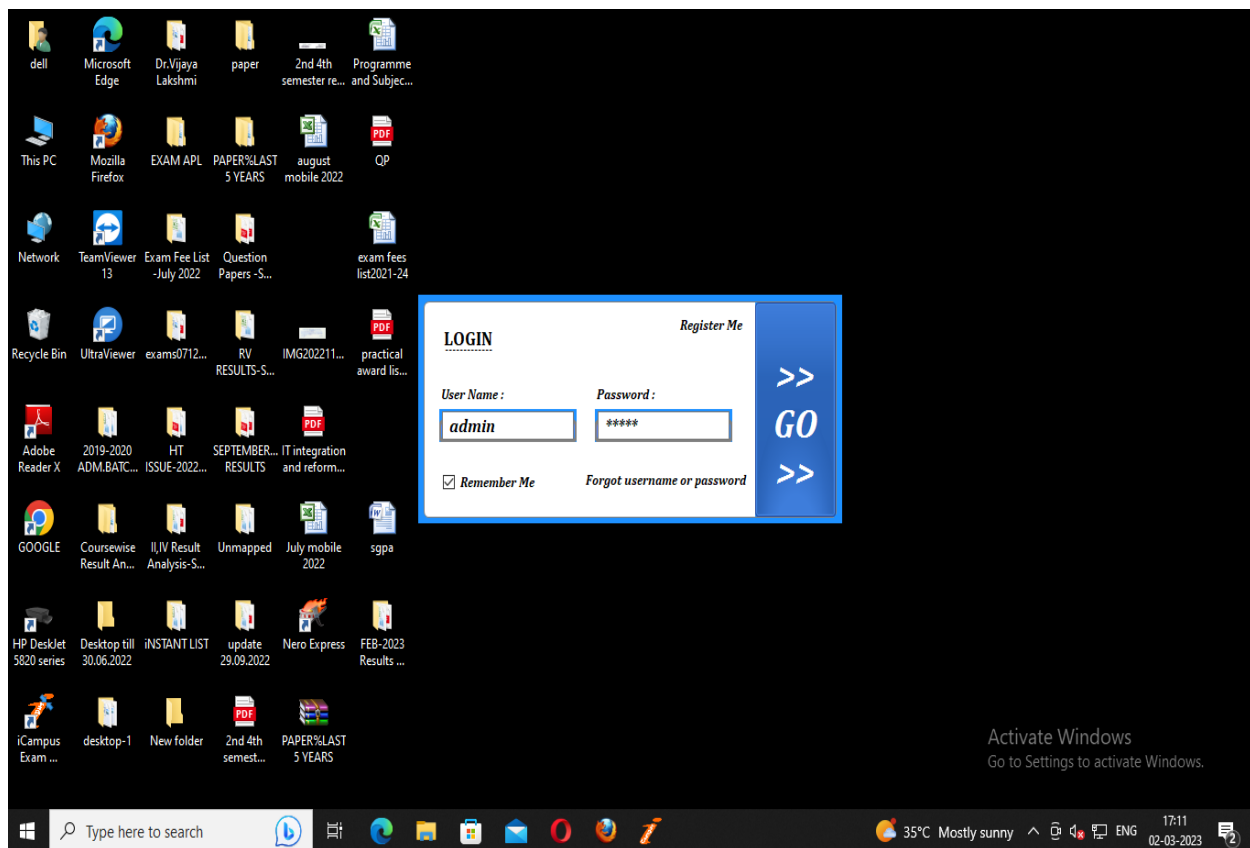 dell
Microsoft
Edge
Dr.Vijaya
Lakshmi
paper
2nd 4th
semester re...
Programme
and Subjec...
This PC
Mozilla
Firefox
EXAM APL
PAPER%LAST
5 YEARS
august
mobile 2022
PDF
QP
Network
TeamViewer
13
Exam Fee List
-July 2022
Question
Papers -S...
exam fees
list2021-24
Recycle Bin
UltraViewer
exams0712...
RV
RESULTS-S...
IMG202211...
PDF
practical
award lis...
Adobe
Reader X
2019-2020
ADM.BATC...
HT
ISSUE-2022...
SEPTEMBER...
RESULTS
PDF
IT integration
and reform...
GOOGLE
Coursewise
Result An...
II,IV Result
Analysis-S...
Unmapped
July mobile
2022
sgpa
HP DeskJet
5820 series
Desktop till
30.06.2022
iNSTANT LIST
update
29.09.2022
Nero Express
FEB-2023
Results ...
iCampus
Exam ...
desktop-1
New folder
PDF
2nd 4th
semest...
PAPER%LAST
5 YEARS
LOGIN
Register Me
User Name :
Password :
admin
*****
Remember Me
Forgot username or password
>>
GO
>>
Activate Windows
Go to Settings to activate Windows.
Type here to search
35°C Mostly sunny
ENG
17:11
02-03-2023
2